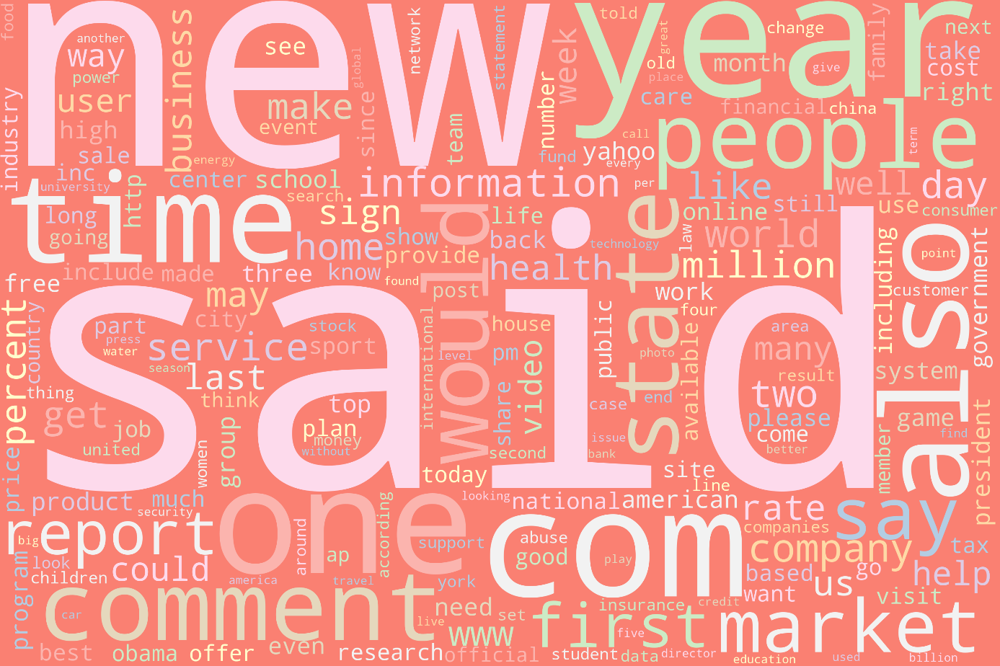 food
new
year
another
way
power
user
high
sale
inc
university
industry
business
see
make
event
energy
center
school
search
network
global
since
team
statement
number
week
fund
information
told
great
old
place
care
change
give
month
financial
china
family
next
take
cost
right
people
term
call
yahoo
every
per
like
online
still
well
day
use
consumer
time
http
long
going
sign
home
show
provide
life
back
technology
would
state
law
world
million
health
include
made
three
know
found
free
may
city
post
work
four
including
also
point
customer
government
said
percent
country
part
press
water
thing
service
season
last
think
stock
sport
top
plan
money
without
international
level
house
pm
video
share
public
photo
end
case
issue
bank
second
available
area
many
result
two
please
come
better
system
game
find
member
president
get
job
united
group
women
price
today
looking
site
line
product
much
security
national
american
rate
say
report
one
com
big
look
children
could
around
america
ap
according
travel
support
york
abuse
good
play
companies
company
tax
based
go
us
help
want
visit
program
comment
car
live
need
set
www
first
insurance
credit
five
market
best
obama
offer
even
research
official
student
data
director
education
used
billion